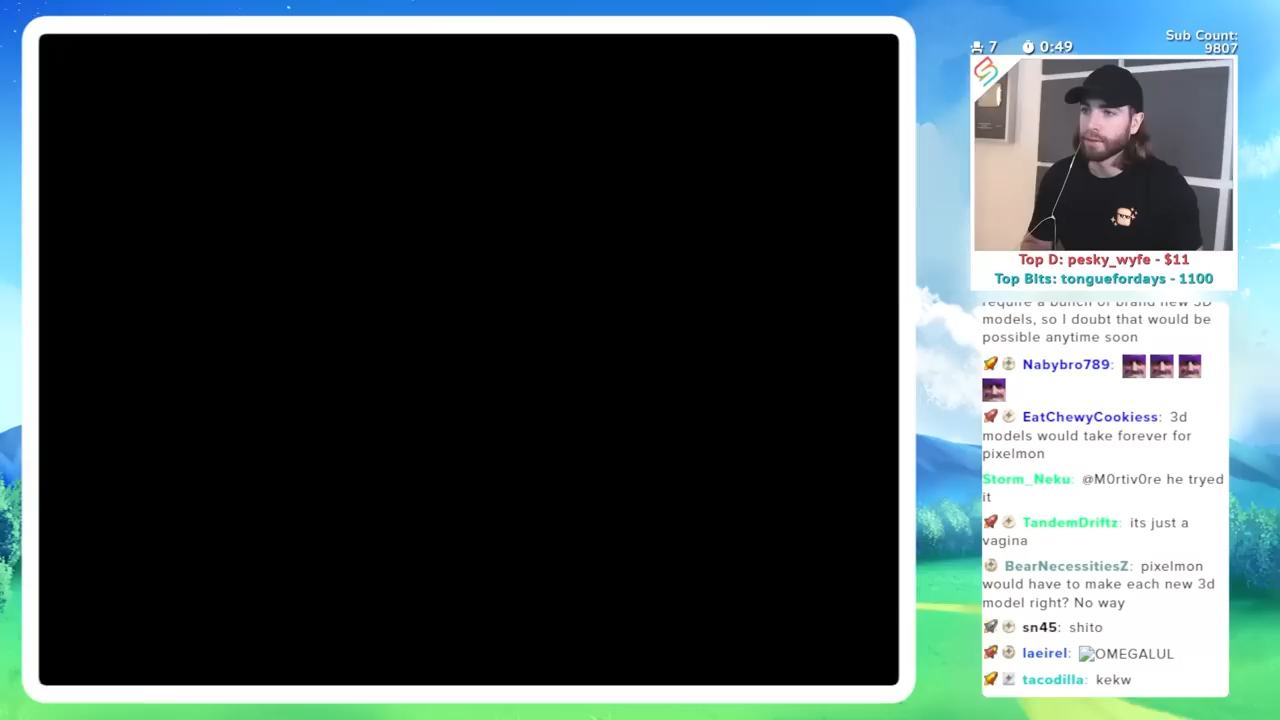 7 0:49 Sub Count:
9807
Top D: pesky_wyfe - $11
Top Bits: tonguefordays - 1100
require a bunch of brand new 3D
models, so I doubt that would be
possible anytime soon
Nabybro789:
EatChewyCookiess: 3d
models would take forever for
pixelmon
Storm_Neku: @M0rtiv0re he tryed
it
TandemDriftz: its just a
vagina
BearNecessitiesZ: pixelmon
would have to make each new 3d
model right? No way
sn45: shito
laeirel: OMEGALUL
tacodilla: kekw